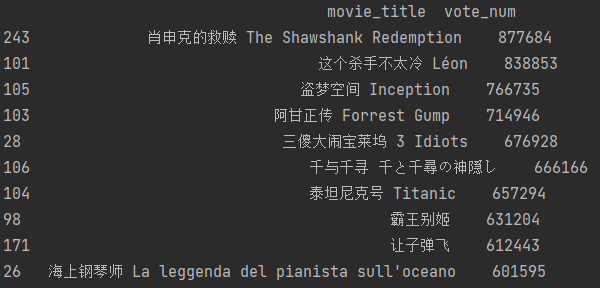 movie_title vote_num
243 肖申克的救赎 The Shawshank Redemption 877684
101 这个杀手不太冷 Léon 838853
105 盗梦空间 Inception 766735
103 阿甘正传 Forrest Gump 714946
28 三傻大闹宝莱坞 3 Idiots 676928
106 千与千寻 千と千尋の神隠し 666166
104 泰坦尼克号 Titanic 657294
98 霸王别姬 631204
171 让子弹飞 612443
26 海上钢琴师 La leggenda del pianista sull'oceano 601595